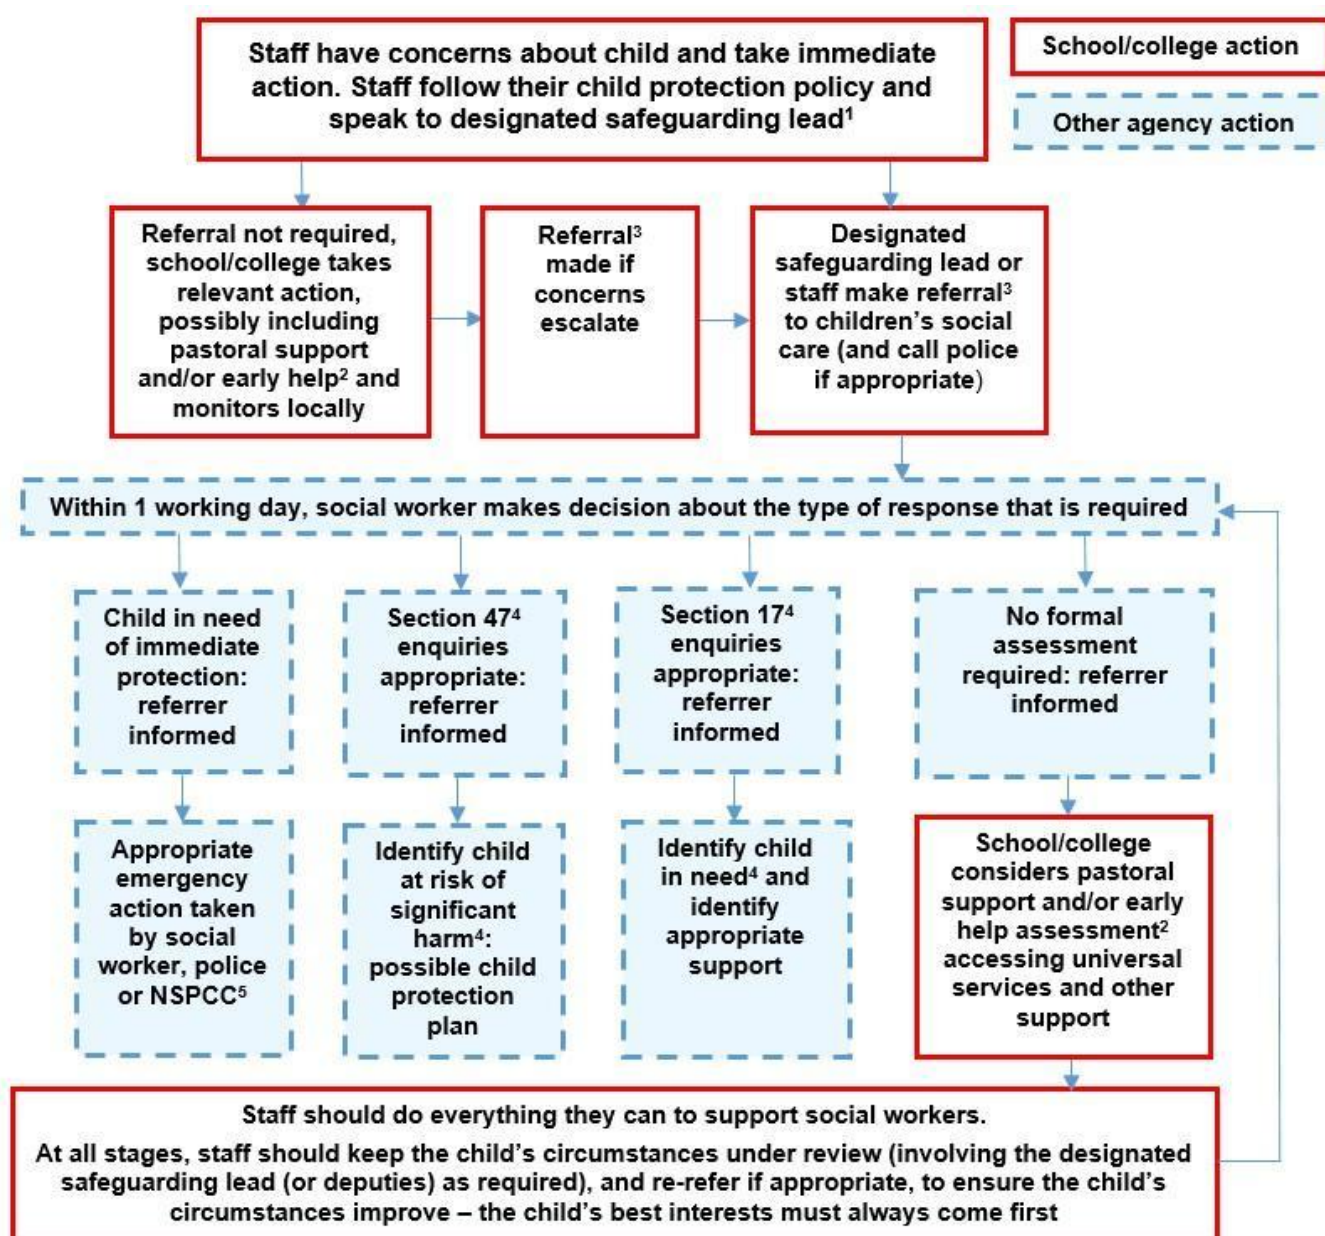 Staff have concerns about child and take immediate
action. Staff follow their child protection policy and
speak to designated safeguarding lead¹
School/college action
Other agency action
Referral not required,
school/college takes
relevant action,
possibly including
pastoral support
and/or early help² and
monitors locally
Referral³
made if
concerns
escalate
Designated
safeguarding lead or
staff make referral³
to children’s social
care (and call police
if appropriate)
Within 1 working day, social worker makes decision about the type of response that is required
Child in need
of immediate
protection:
referrer
informed
Section 47⁴
enquiries
appropriate:
referrer
informed
Section 17⁴
enquiries
appropriate:
referrer
informed
No formal
assessment
required: referrer
informed
Appropriate
emergency
action taken
by social
worker, police
or NSPCC⁵
Identify child
at risk of
significant
harm⁴:
possible child
protection
plan
Identify child
in need⁴ and
identify
appropriate
support
School/college
considers pastoral
support and/or early
help assessment²
accessing universal
services and other
support
Staff should do everything they can to support social workers.
At all stages, staff should keep the child’s circumstances under review (involving the designated
safeguarding lead (or deputies) as required), and re-refer if appropriate, to ensure the child’s
circumstances improve – the child’s best interests must always come first